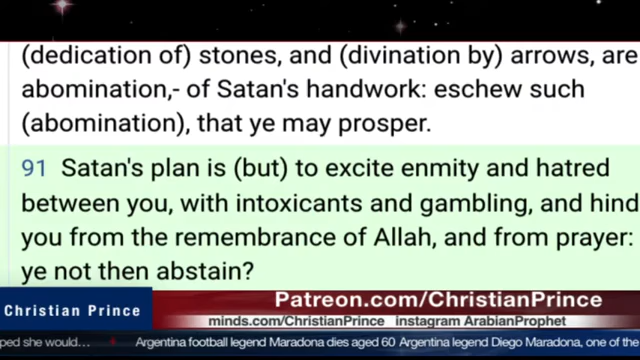 (dedication of) stones, and (divination by) arrows, are
abomination,- of Satan's handwork: eschew such
(abomination), that ye may prosper.
91 Satan's plan is (but) to excite enmity and hatred
between you, with intoxicants and gambling, and hind
you from the remembrance of Allah, and from prayer:
ye not then abstain?
Patreon.com/ChristianPrince
Christian Prince
minds.com/ChristianPrince instagram ArabianProphet
ped she would... Argentina football legend Maradona dies aged 60 Argentina legend Diego Maradona, one of the